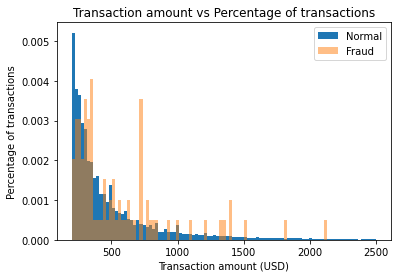 Transaction amount vs Percentage of transactions
Normal
Fraud
Percentage of transactions
0.005
0.004
0.003
0.002
0.001
0.000
500
1000
1500
2000
2500
Transaction amount (USD)